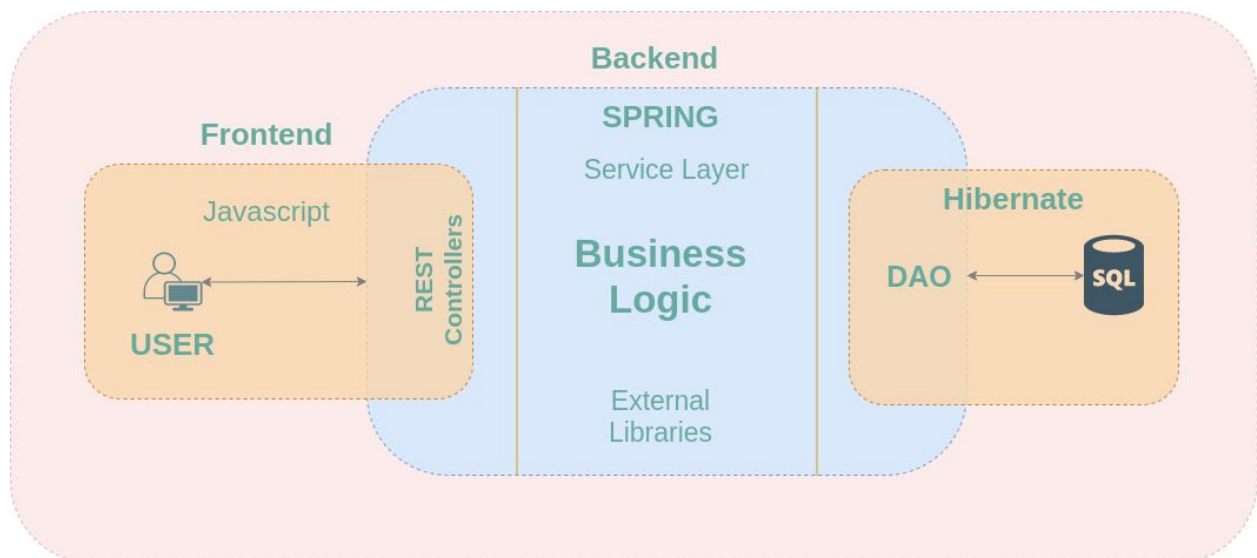 Backend
SPRING
Service Layer
Frontend
Javascript
USER
REST
Controllers
Business
Logic
External
Libraries
Hibernate
DAO
SQL